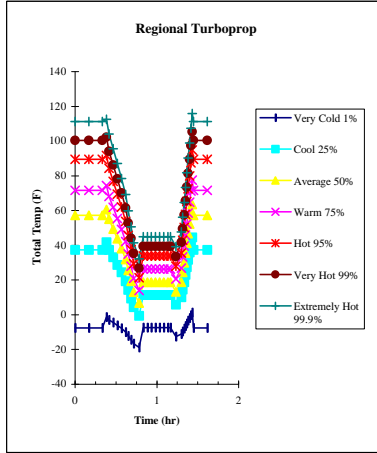 Regional Turboprop
140
120
100
80
60
40
20
0
-20
-40
Total Temp (F)
0
1
2
Time (hr)
Very Cold 1%
Cool 25%
Average 50%
Warm 75%
Hot 95%
Very Hot 99%
Extremely Hot
99.9%